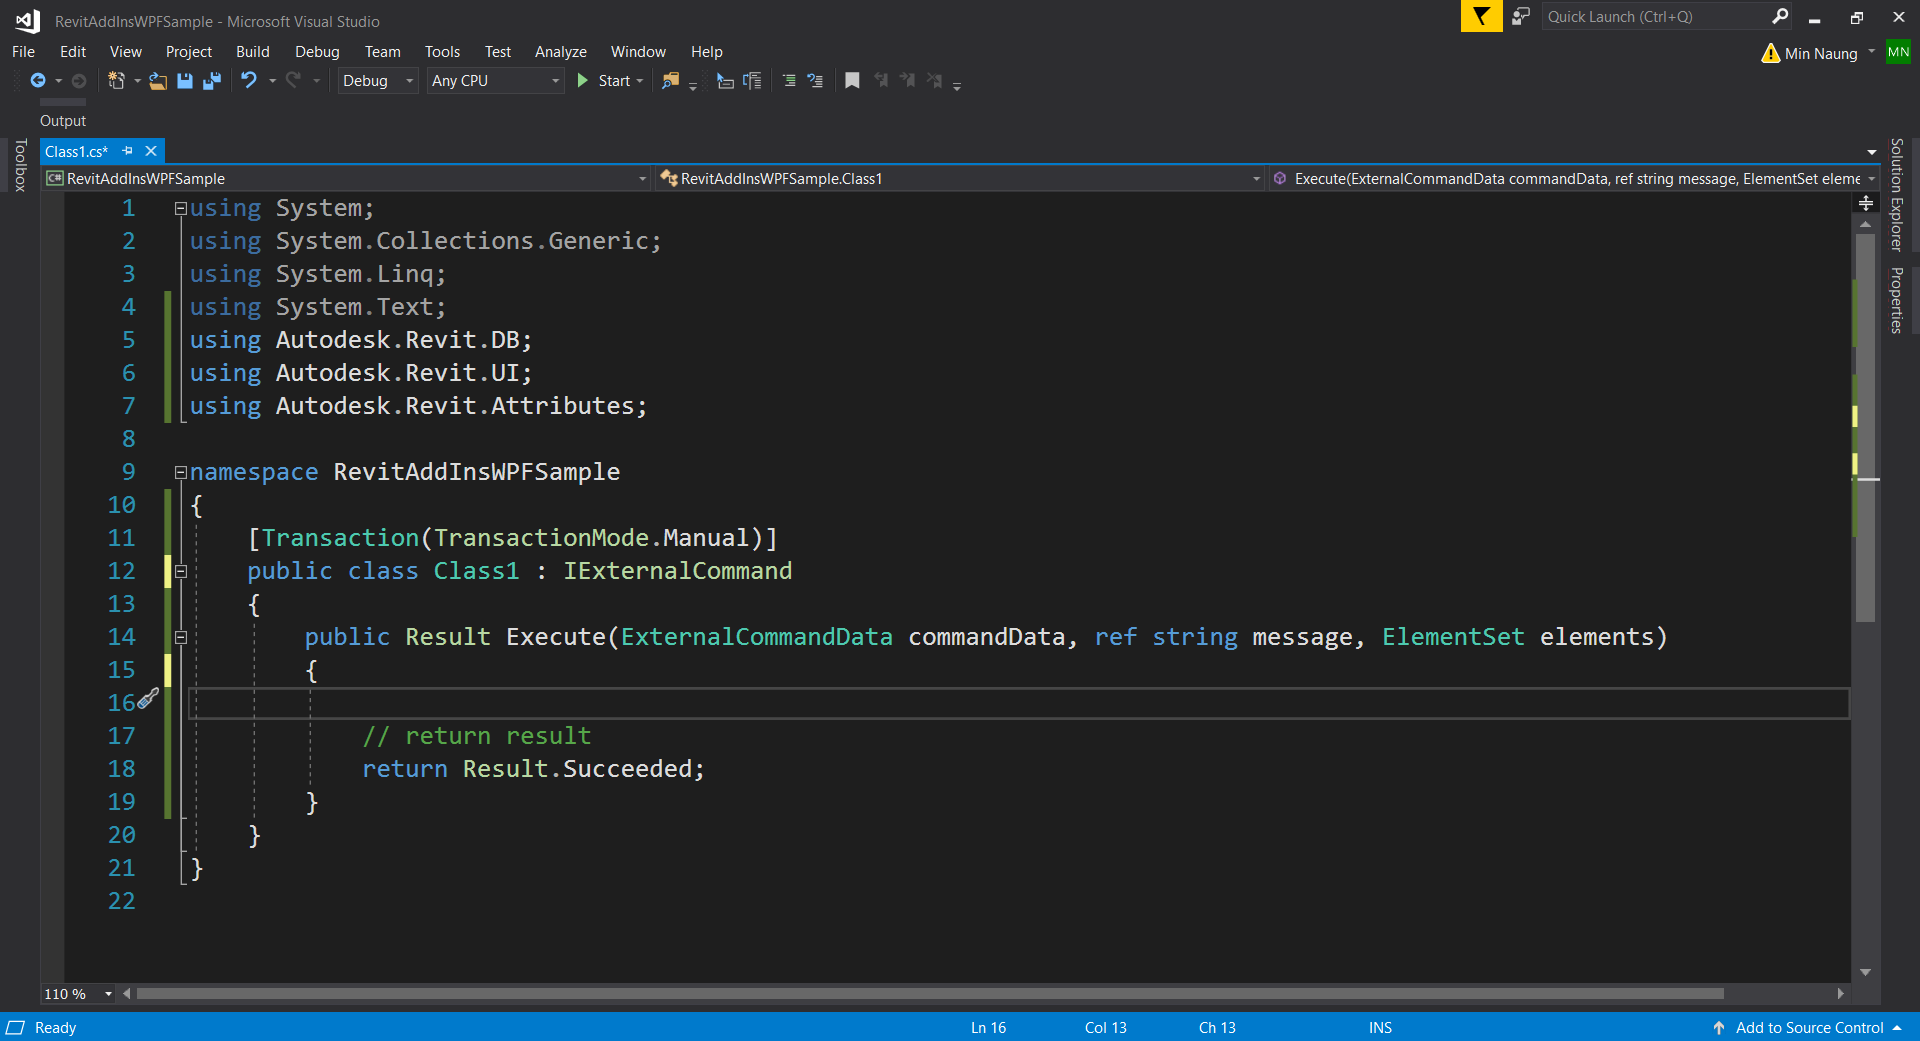 RevitAddInsWPFSample - Microsoft Visual Studio
Quick Launch (Ctrl+Q)
File Edit View Project Build Debug Team Tools Test Analyze Window Help
Min Naung MN
Debug Any CPU Start
Output
Toolbox
Class1.cs*
Solution Explorer
Properties
C# RevitAddInsWPFSample RevitAddInsWPFSample.Class1 Execute(ExternalCommandData commandData, ref string message, ElementSet eleme
1 using System;
2 using System.Collections.Generic;
3 using System.Linq;
4 using System.Text;
5 using Autodesk.Revit.DB;
6 using Autodesk.Revit.UI;
7 using Autodesk.Revit.Attributes;
8
9 namespace RevitAddInsWPFSample
10 {
11 [Transaction(TransactionMode.Manual)]
12 public class Class1 : IExternalCommand
13 {
14 public Result Execute(ExternalCommandData commandData, ref string message, ElementSet elements)
15 {
16
17 // return result
18 return Result.Succeeded;
19 }
20 }
21 }
22
110 %
Ready Ln 16 Col 13 Ch 13 INS Add to Source Control